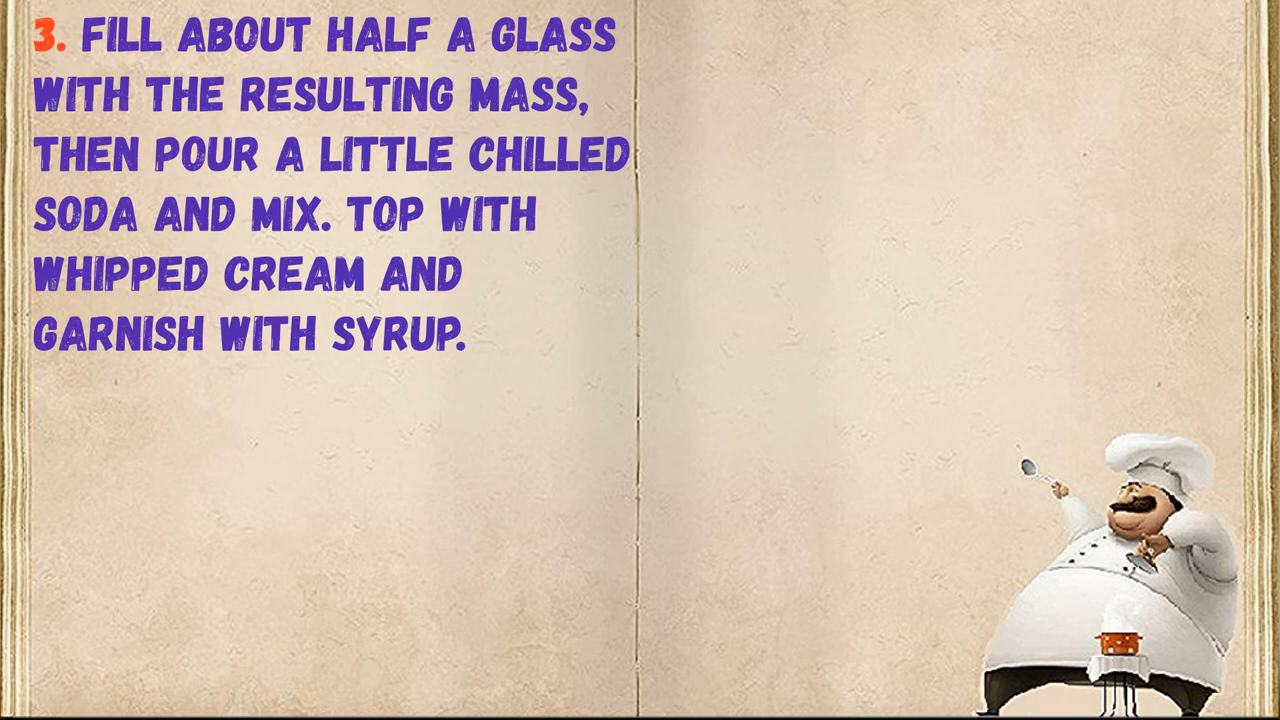 3. FILL ABOUT HALF A GLASS
WITH THE RESULTING MASS,
THEN POUR A LITTLE CHILLED
SODA AND MIX. TOP WITH
WHIPPED CREAM AND
GARNISH WITH SYRUP.